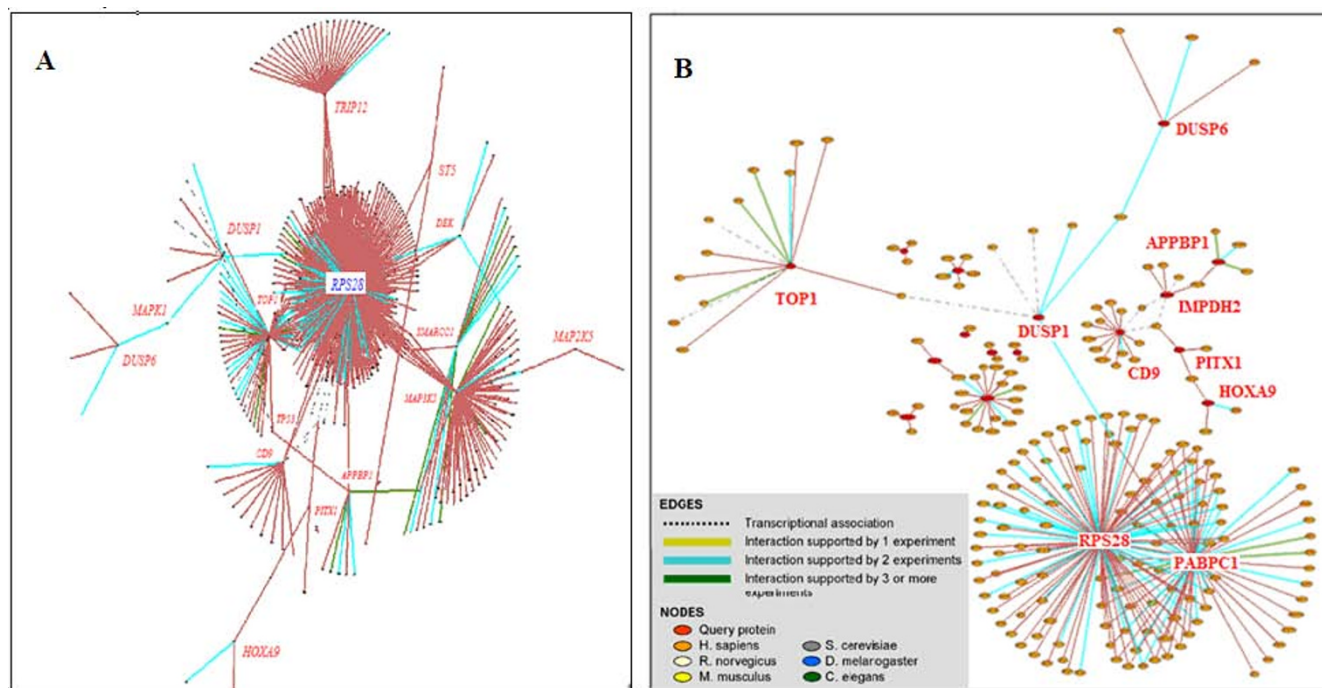 A
TRIP12
ST5
DUSP1
DEK
RPS28
TOP1
MAPK1
SMARCC1
MAP2K5
DUSP6
MAP3K3
TP53
CD9
APPBP1
PITX1
HOXA9
B
DUSP6
APPBP1
TOP1
IMPDH2
DUSP1
CD9
PITX1
HOXA9
RPS28
PABPC1
EDGES
Transcriptional association
Interaction supported by 1 experiment
Interaction supported by 2 experiments
Interaction supported by 3 or more
experiments
NODES
Query protein
H. sapiens
S. cerevisiae
R. norvegicus
D. melarogaster
M. musculus
C. elegans